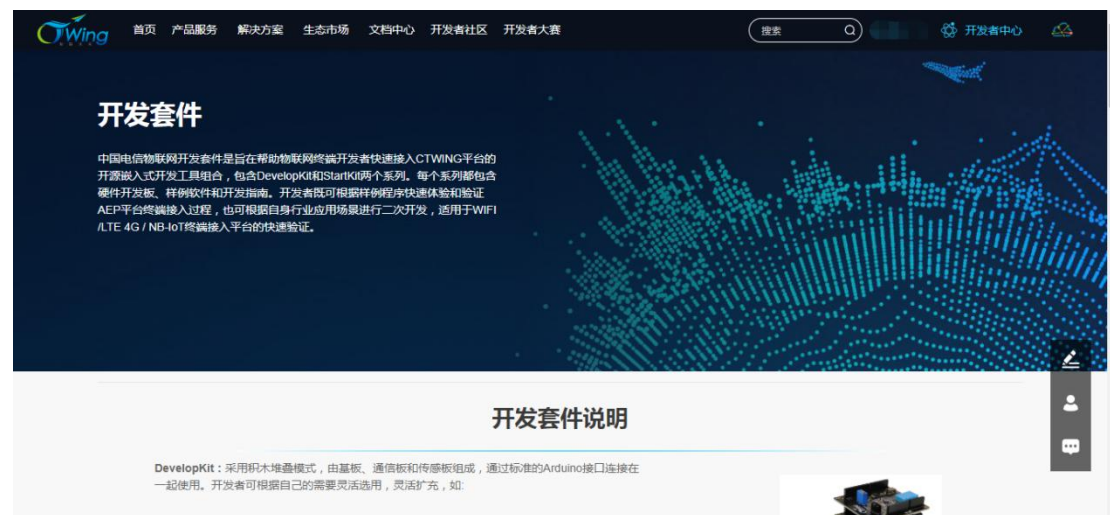 CTWing 首页 产品服务 解决方案 生态市场 文档中心 开发者社区 开发者大赛 搜索 开发者中心
开发套件
中国电信物联网开发套件是旨在帮助物联网终端开发者快速接入CTWING平台的
开源嵌入式开发工具组合，包含DevelopKit和StartKit两个系列。每个系列都包含
硬件开发板、样例软件和开发指南。开发者既可根据样例程序快速体验和验证
AEP平台终端接入过程，也可根据自身行业应用场景进行二次开发，适用于WIFI
/LTE 4G / NB-IoT终端接入平台的快速验证。
开发套件说明
DevelopKit：采用积木堆叠模式，由基板、通信板和传感板组成，通过标准的Arduino接口连接在
一起使用。开发者可根据自己的需要灵活选用，灵活扩充，如: